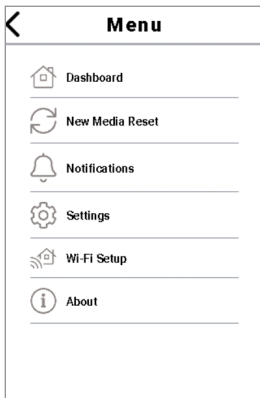 Menu
Dashboard
New Media Reset
Notifications
Settings
Wi-Fi Setup
About